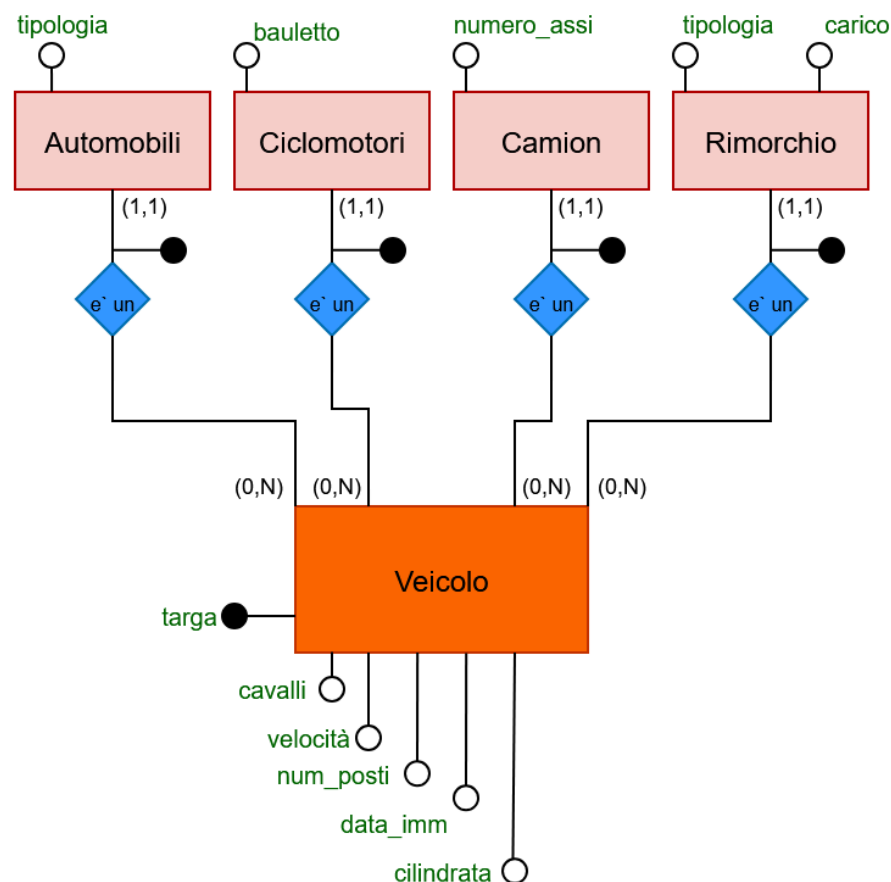 tipologia
bauletto
numero_assi
tipologia
carico
Automobili
Ciclomotori
Camion
Rimorchio
(1,1)
(1,1)
(1,1)
(1,1)
e` un
e` un
e` un
e` un
(0,N)
(0,N)
(0,N)
(0,N)
Veicolo
targa
cavalli
velocità
num_posti
data_imm
cilindrata